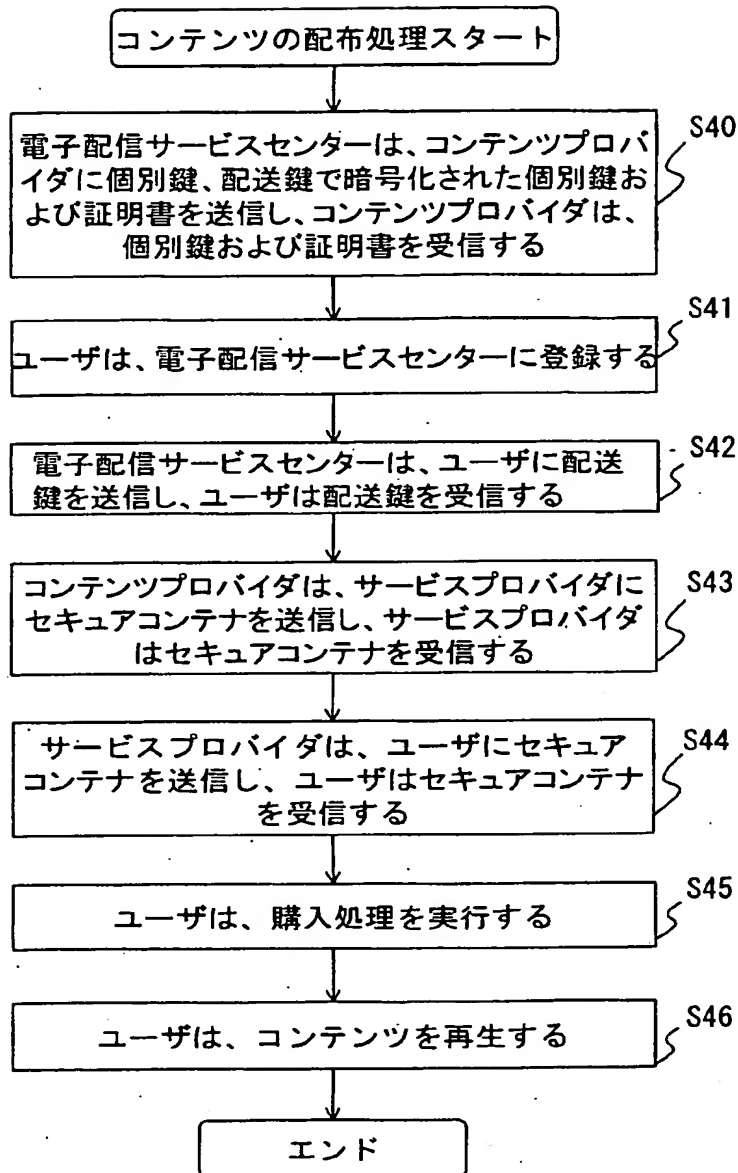 コンテンツの配布処理スタート
S40
電子配信サービスセンターは、コンテンツプロバ
イダに個別鍵、配送鍵で暗号化された個別鍵お
よび証明書を送信し、コンテンツプロバイダは、
個別鍵および証明書を受信する
S41
ユーザは、電子配信サービスセンターに登録する
S42
電子配信サービスセンターは、ユーザに配送
鍵を送信し、ユーザは配送鍵を受信する
S43
コンテンツプロバイダは、サービスプロバイダに
セキュアコンテナを送信し、サービスプロバイダ
はセキュアコンテナを受信する
S44
サービスプロバイダは、ユーザにセキュア
コンテナを送信し、ユーザはセキュアコンテナ
を受信する
S45
ユーザは、購入処理を実行する
S46
ユーザは、コンテンツを再生する
エンド